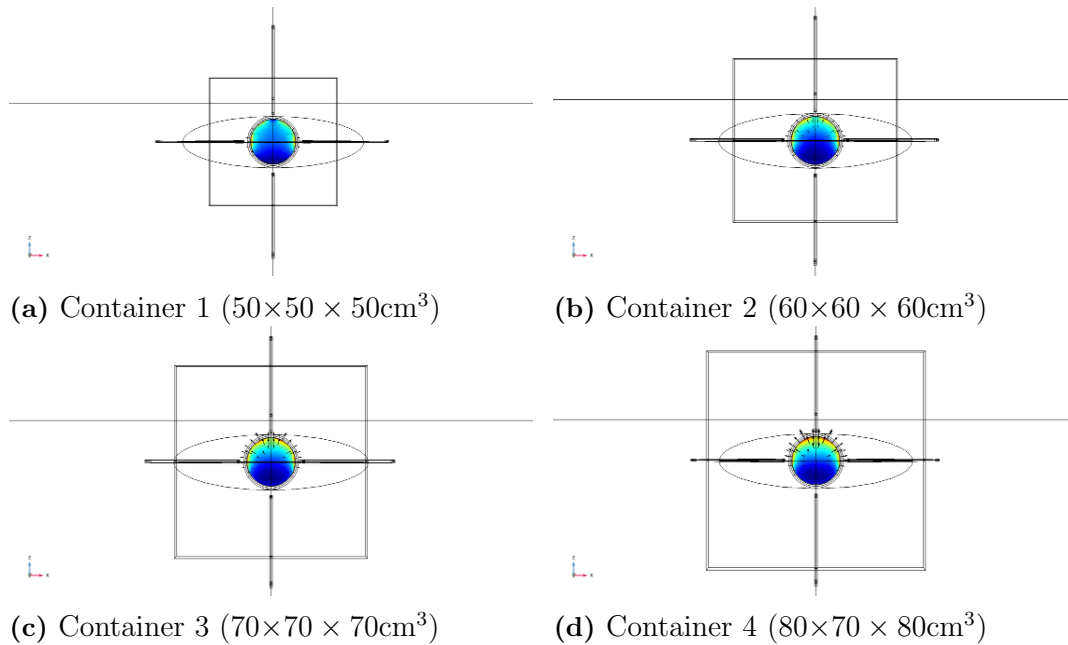 z
x
z
x
(a) Container 1 (50×50 × 50cm³)
(b) Container 2 (60×60 × 60cm³)
z
x
z
x
(c) Container 3 (70×70 × 70cm³)
(d) Container 4 (80×70 × 80cm³)